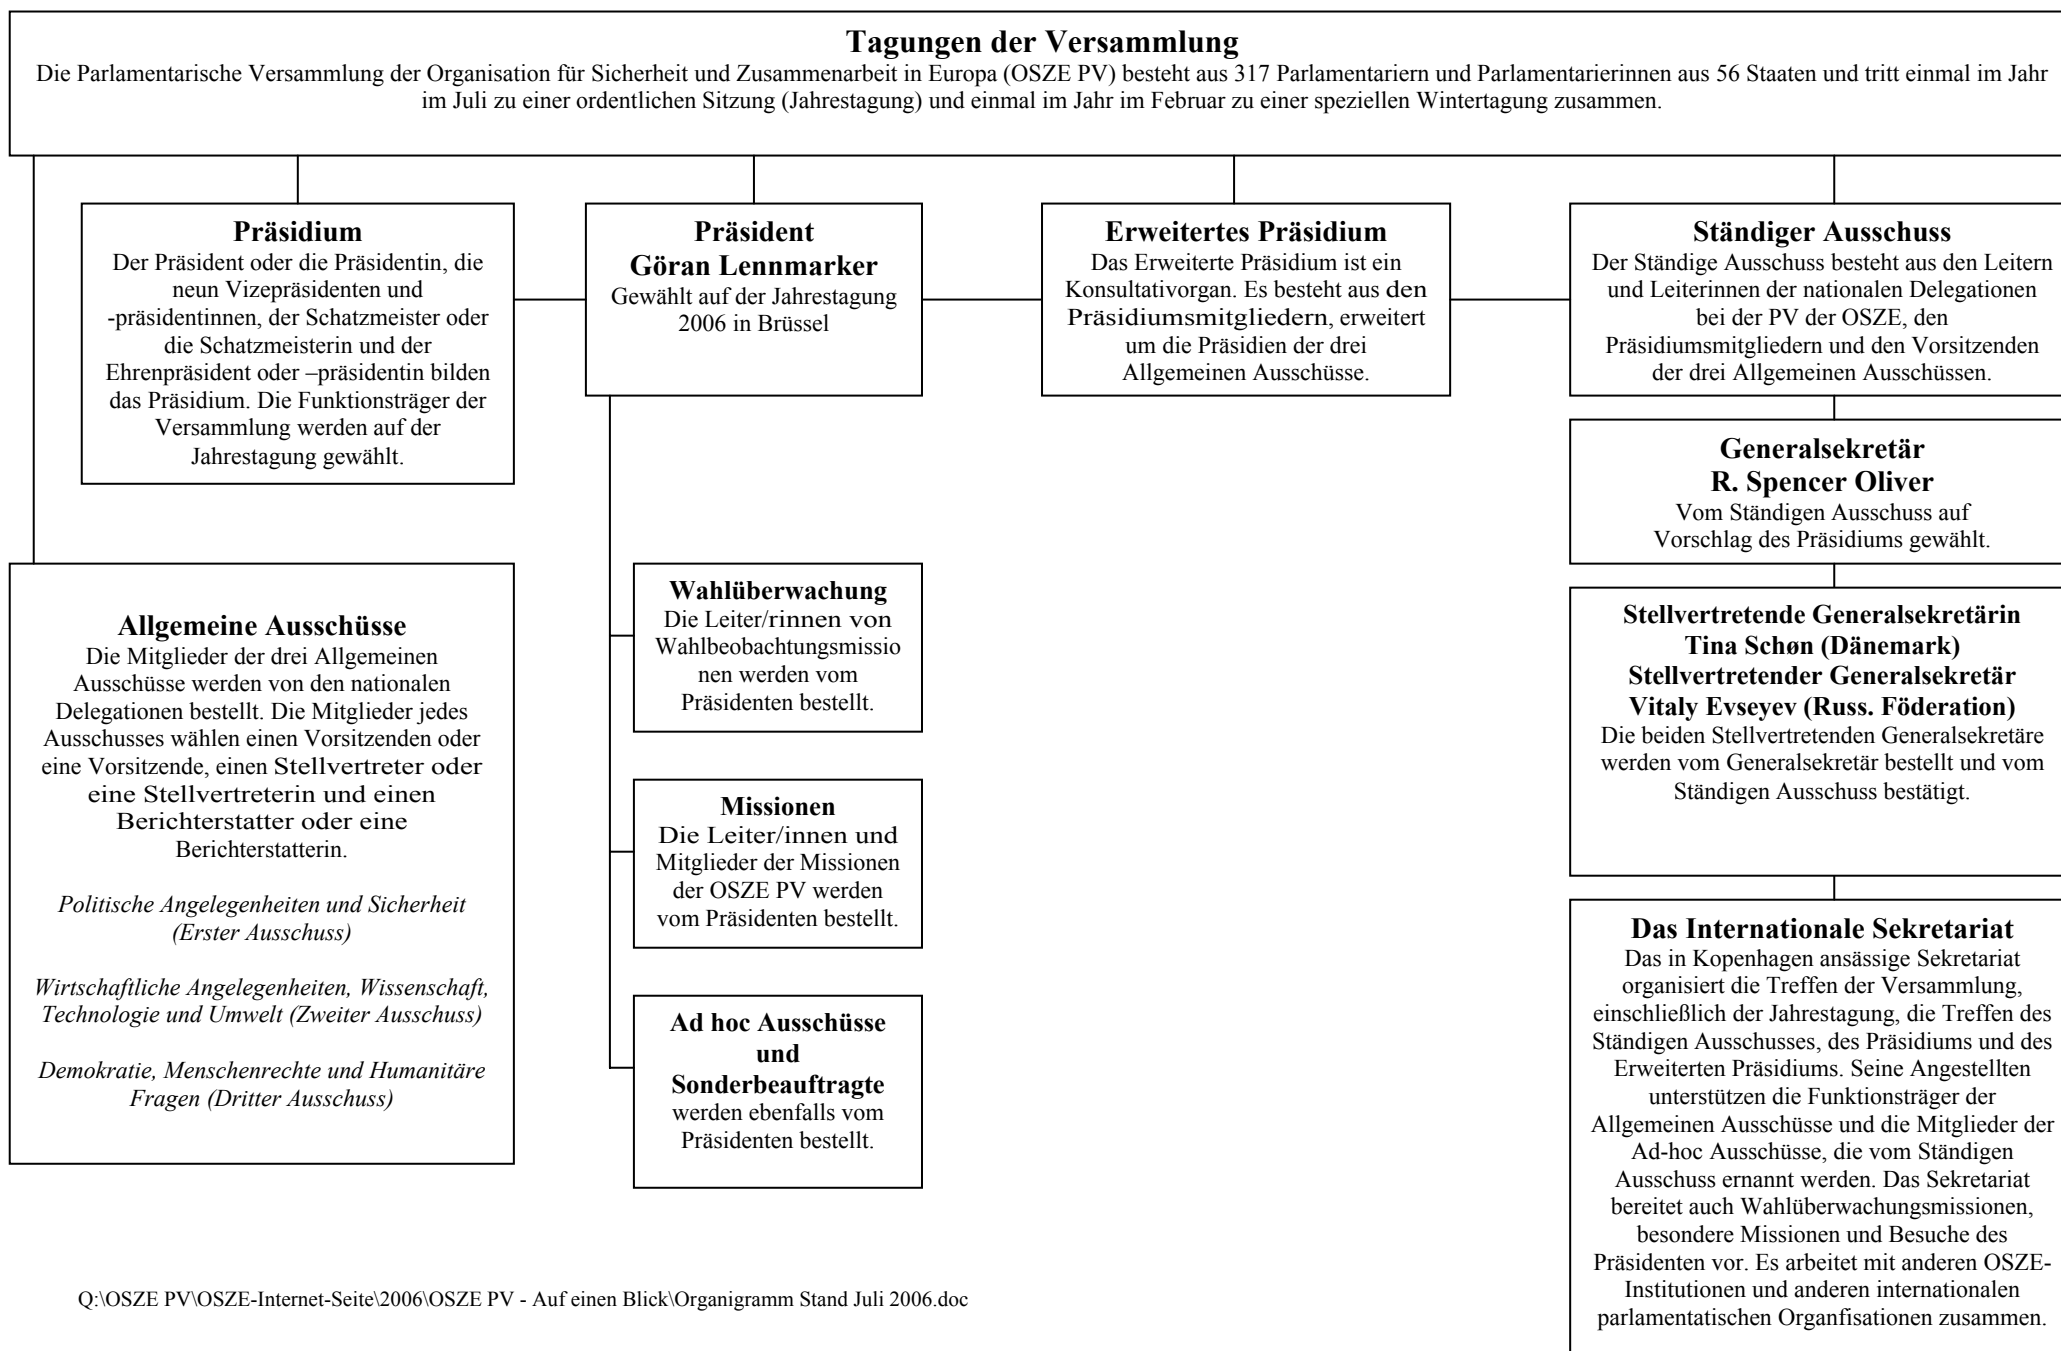 Tagungen der Versammlung
Die Parlamentarische Versammlung der Organisation für Sicherheit und Zusammenarbeit in Europa (OSZE PV) besteht aus 317 Parlamentariern und Parlamentarierinnen aus 56 Staaten und tritt einmal im Jahr
im Juli zu einer ordentlichen Sitzung (Jahrestagung) und einmal im Jahr im Februar zu einer speziellen Wintertagung zusammen.
Präsidium
Der Präsident oder die Präsidentin, die
neun Vizepräsidenten und
-präsidentinnen, der Schatzmeister oder
die Schatzmeisterin und der
Ehrenpräsident oder –präsidentin bilden
das Präsidium. Die Funktionsträger der
Versammlung werden auf der
Jahrestagung gewählt.
Präsident
Göran Lennmarker
Gewählt auf der Jahrestagung
2006 in Brüssel
Erweitertes Präsidium
Das Erweiterte Präsidium ist ein
Konsultativorgan. Es besteht aus den
Präsidiumsmitgliedern, erweitert
um die Präsidien der drei
Allgemeinen Ausschüsse.
Ständiger Ausschuss
Der Ständige Ausschuss besteht aus den Leitern
und Leiterinnen der nationalen Delegationen
bei der PV der OSZE, den
Präsidiumsmitgliedern und den Vorsitzenden
der drei Allgemeinen Ausschüssen.
Generalsekretär
R. Spencer Oliver
Vom Ständigen Ausschuss auf
Vorschlag des Präsidiums gewählt.
Allgemeine Ausschüsse
Die Mitglieder der drei Allgemeinen
Ausschüsse werden von den nationalen
Delegationen bestellt. Die Mitglieder jedes
Ausschusses wählen einen Vorsitzenden oder
eine Vorsitzende, einen Stellvertreter oder
eine Stellvertreterin und einen
Berichterstatter oder eine
Berichterstatterin.
Politische Angelegenheiten und Sicherheit
(Erster Ausschuss)
Wirtschaftliche Angelegenheiten, Wissenschaft,
Technologie und Umwelt (Zweiter Ausschuss)
Demokratie, Menschenrechte und Humanitäre
Fragen (Dritter Ausschuss)
Wahlüberwachung
Die Leiter/rinnen von
Wahlbeobachtungsmissio
nen werden vom
Präsidenten bestellt.
Missionen
Die Leiter/innen und
Mitglieder der Missionen
der OSZE PV werden
vom Präsidenten bestellt.
Ad hoc Ausschüsse
und
Sonderbeauftragte
werden ebenfalls vom
Präsidenten bestellt.
Stellvertretende Generalsekretärin
Tina Schøn (Dänemark)
Stellvertretender Generalsekretär
Vitaly Evseyev (Russ. Föderation)
Die beiden Stellvertretenden Generalsekretäre
werden vom Generalsekretär bestellt und vom
Ständigen Ausschuss bestätigt.
Das Internationale Sekretariat
Das in Kopenhagen ansässige Sekretariat
organisiert die Treffen der Versammlung,
einschließlich der Jahrestagung, die Treffen des
Ständigen Ausschusses, des Präsidiums und des
Erweiterten Präsidiums. Seine Angestellten
unterstützen die Funktionsträger der
Allgemeinen Ausschüsse und die Mitglieder der
Ad-hoc Ausschüsse, die vom Ständigen
Ausschuss ernannt werden. Das Sekretariat
bereitet auch Wahlüberwachungsmissionen,
besondere Missionen und Besuche des
Präsidenten vor. Es arbeitet mit anderen OSZE-
Institutionen und anderen internationalen
parlamentatischen Organfisationen zusammen.
Q:\OSZE PV\OSZE-Internet-Seite\2006\OSZE PV - Auf einen Blick\Organigramm Stand Juli 2006.doc